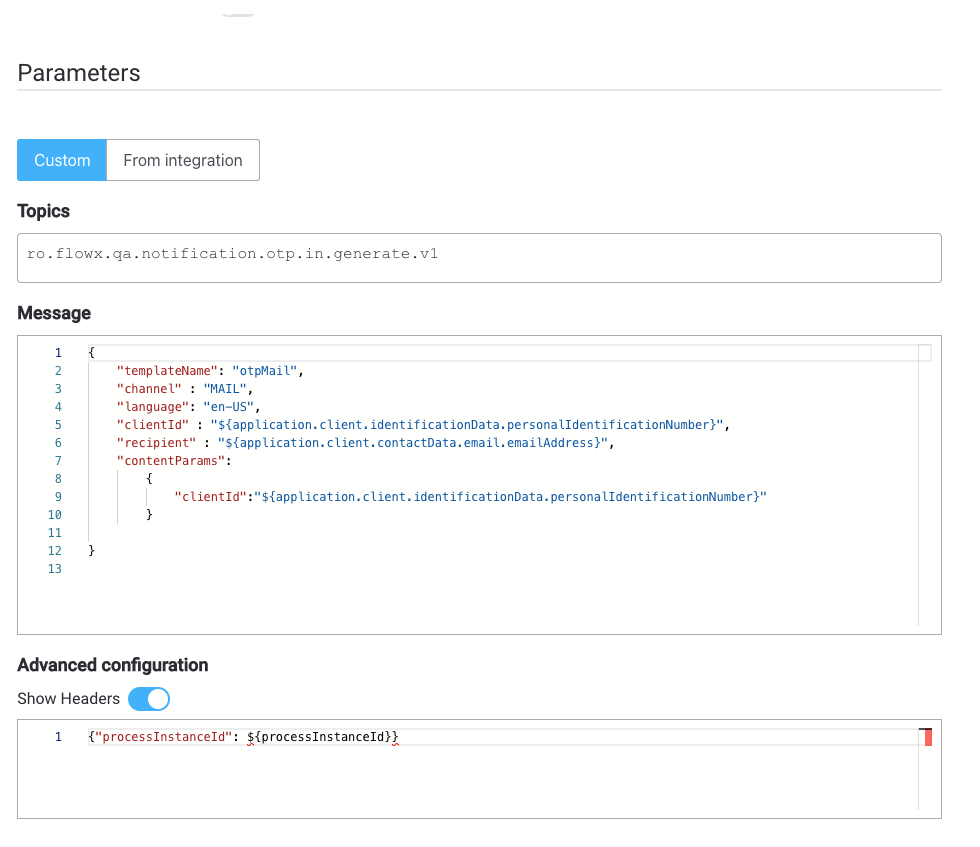 Parameters
Custom From integration
Topics
ro.flowx.qa.notification.otp.in.generate.v1
Message
1 {
2 "templateName": "otpMail",
3 "channel" : "MAIL",
4 "language": "en-US",
5 "clientId" : "${application.client.identificationData.personalIdentificationNumber}",
6 "recipient" : "${application.client.contactData.email.emailAddress}",
7 "contentParams":
8 {
9 "clientId":"${application.client.identificationData.personalIdentificationNumber}"
10 }
11
12 }
13
Advanced configuration
Show Headers
1 {"processInstanceId": ${processInstanceId}}